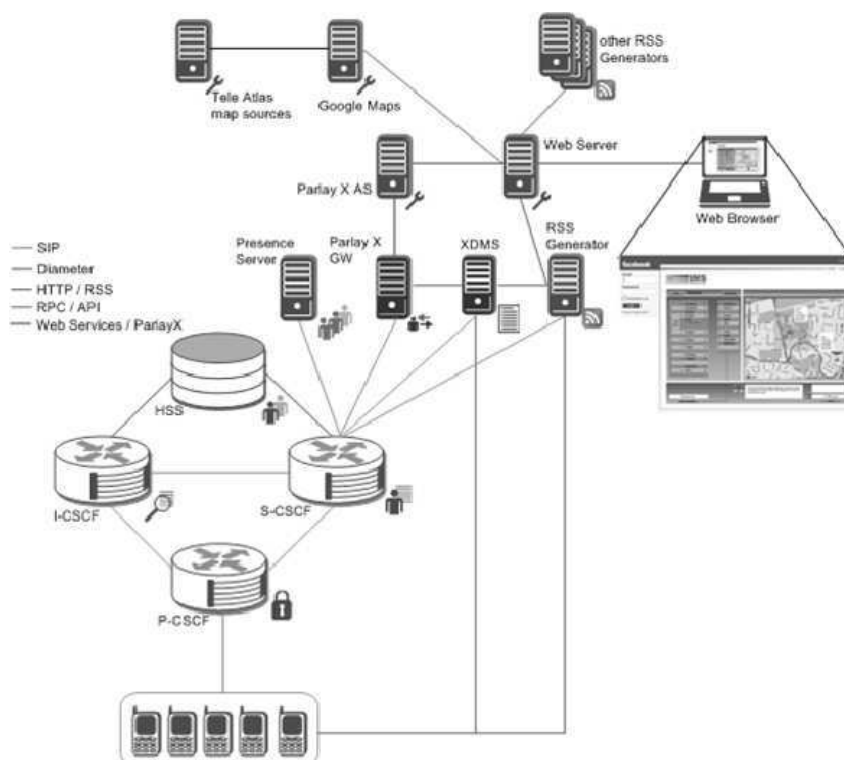 other RSS
Generators
Telle Atlas
map sources
Google Maps
Web Server
Parlay X AS
Web Browser
SIP
Diameter
HTTP / RSS
RPC / API
Web Services / ParlayX
Presence
Server
Parlay X
GW
XDMS
RSS
Generator
HSS
I-CSCF
S-CSCF
P-CSCF